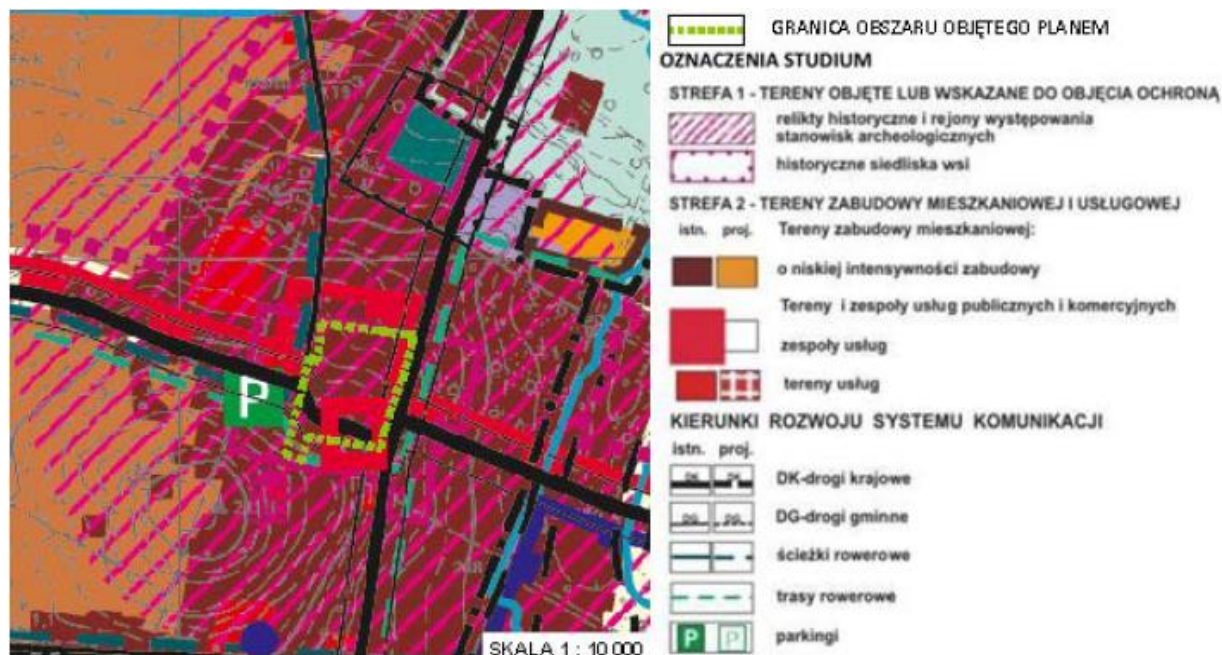 GRANICA OBSZARU OBJĘTEGO PLANEM
OZNACZENIA STUDIUM
STREFA 1 - TERENY OBJĘTE LUB WSKAZANE DO OBJĘCIA OCHRONĄ
relikty historyczne i rejony występowania
stanowisk archeologicznych
historyczne siedliska wsi
STREFA 2 - TERENY ZABUDOWY MIESZKANIOWEJ I USŁUGOWEJ
istn. proj. Tereny zabudowy mieszkaniowej:
o niskiej intensywności zabudowy
Tereny i zespoły usług publicznych i komercyjnych
zespoły usług
tereny usług
KIERUNKI ROZWOJU SYSTEMU KOMUNIKACJI
istn. proj.
DK-drogi krajowe
DG DG DG-drogi gminne
ścieżki rowerowe
trasy rowerowe
P P parkingi
P
SKALA 1 : 10 000